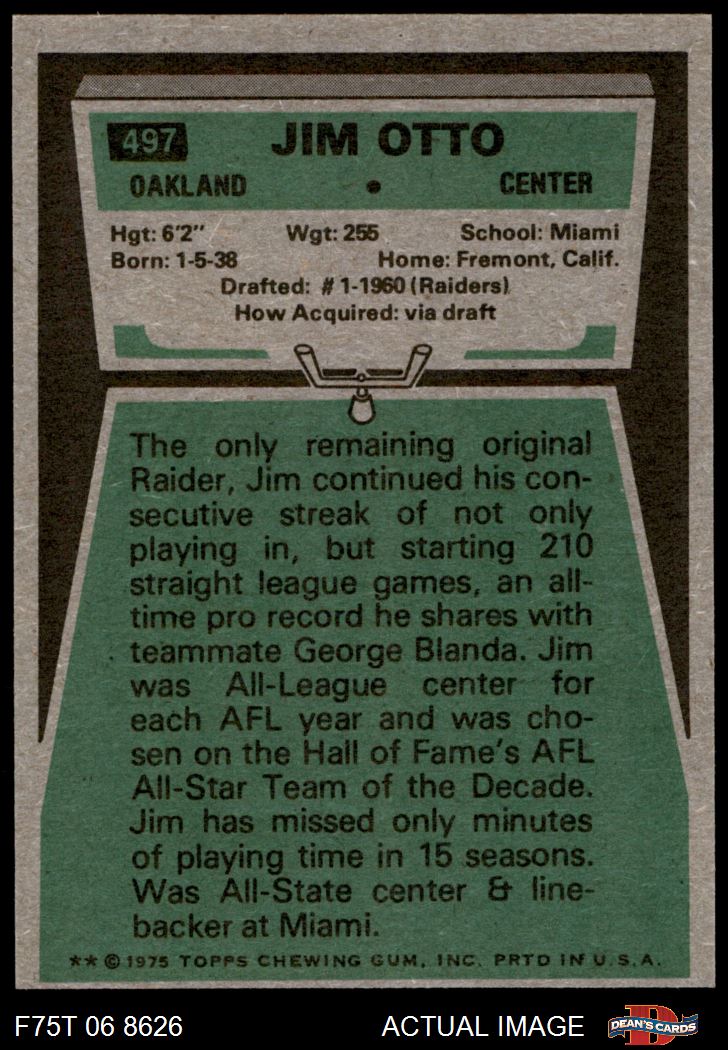 497 JIM OTTO
OAKLAND • CENTER
Hgt: 6'2" Wgt: 255 School: Miami
Born: 1-5-38 Home: Fremont, Calif.
Drafted: #1-1960 (Raiders)
How Acquired: via draft
The only remaining original
Raider, Jim continued his con-
secutive streak of not only
playing in, but starting 210
straight league games, an all-
time pro record he shares with
teammate George Blanda. Jim
was All-League center for
each AFL year and was cho-
sen on the Hall of Fame's AFL
All-Star Team of the Decade.
Jim has missed only minutes
of playing time in 15 seasons.
Was All-State center & line-
backer at Miami.
** © 1975 TOPPS CHEWING GUM, INC. PRTD IN U.S.A.
F75T 06 8626 ACTUAL IMAGE D DEAN'S CARDS